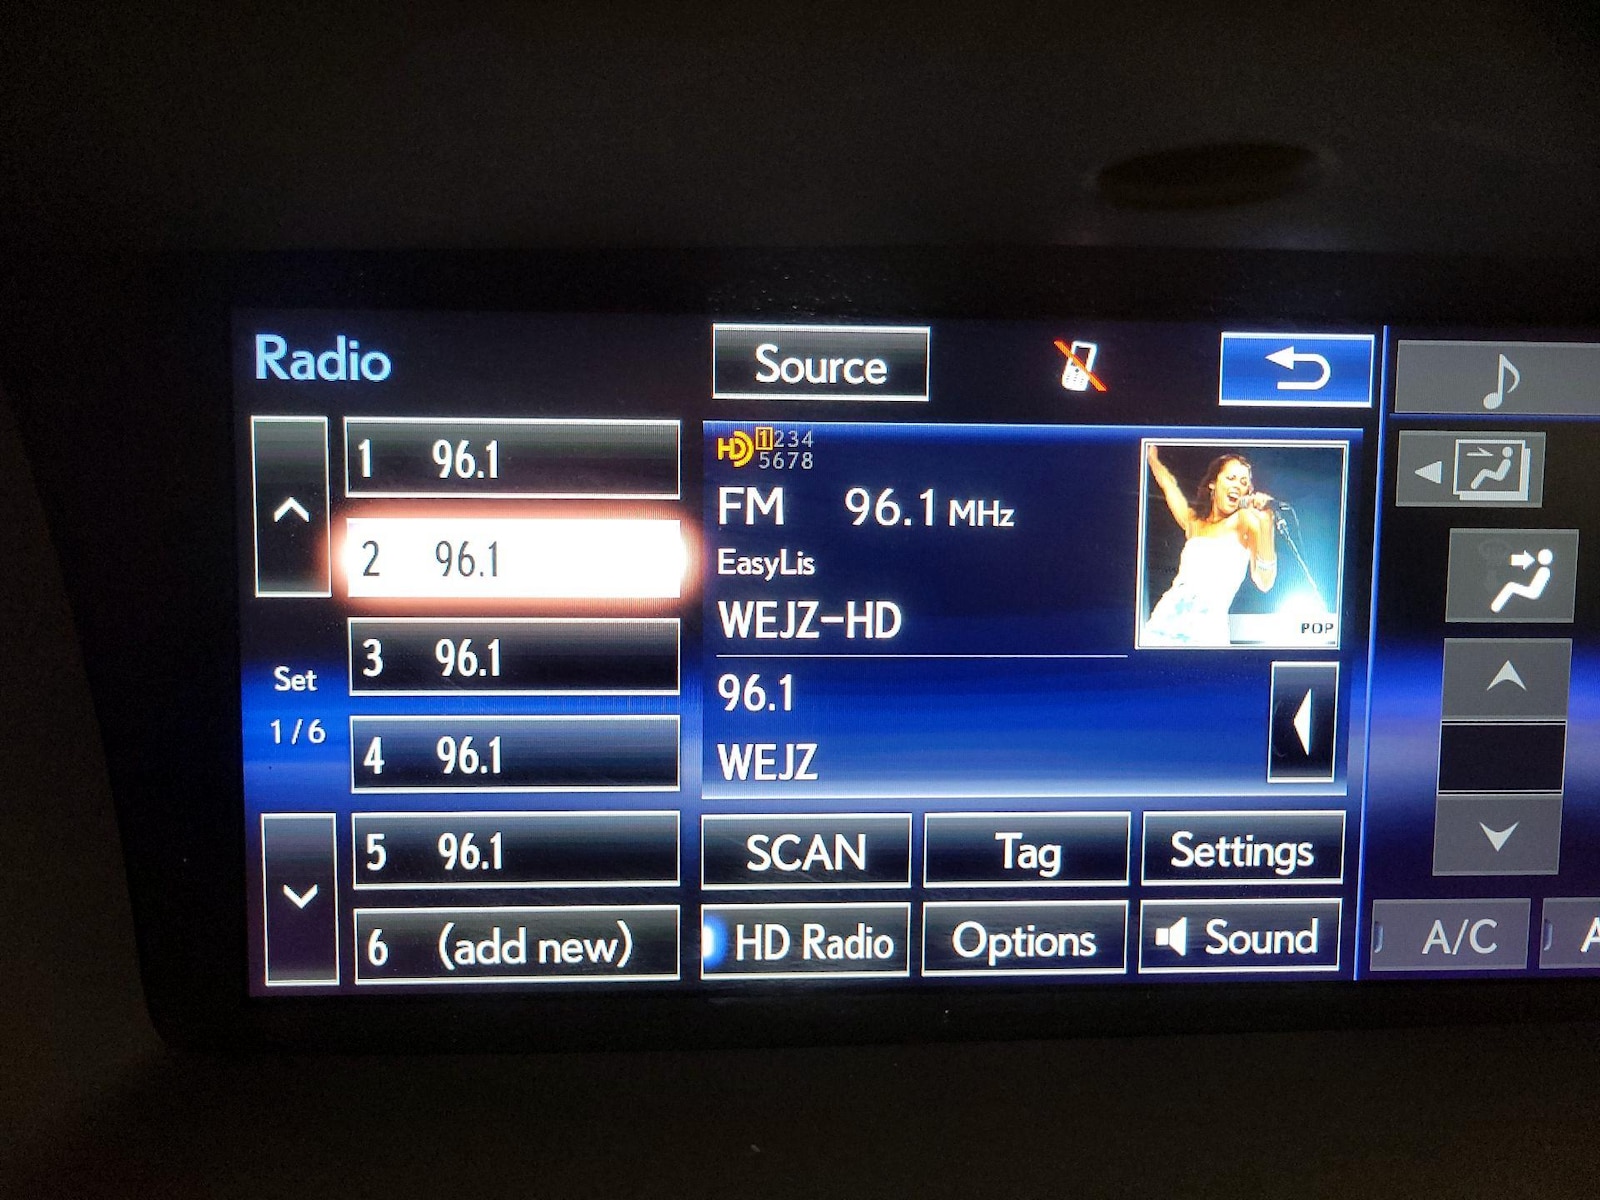 Radio
Source
1 96.1
2 96.1
3 96.1
4 96.1
5 96.1
6 (add new)
Set
1/6
HD 1234
5678
FM 96.1 MHz
EasyLis
WEJZ-HD
POP
96.1
WEJZ
SCAN
Tag
Settings
HD Radio
Options
Sound
A/C
A